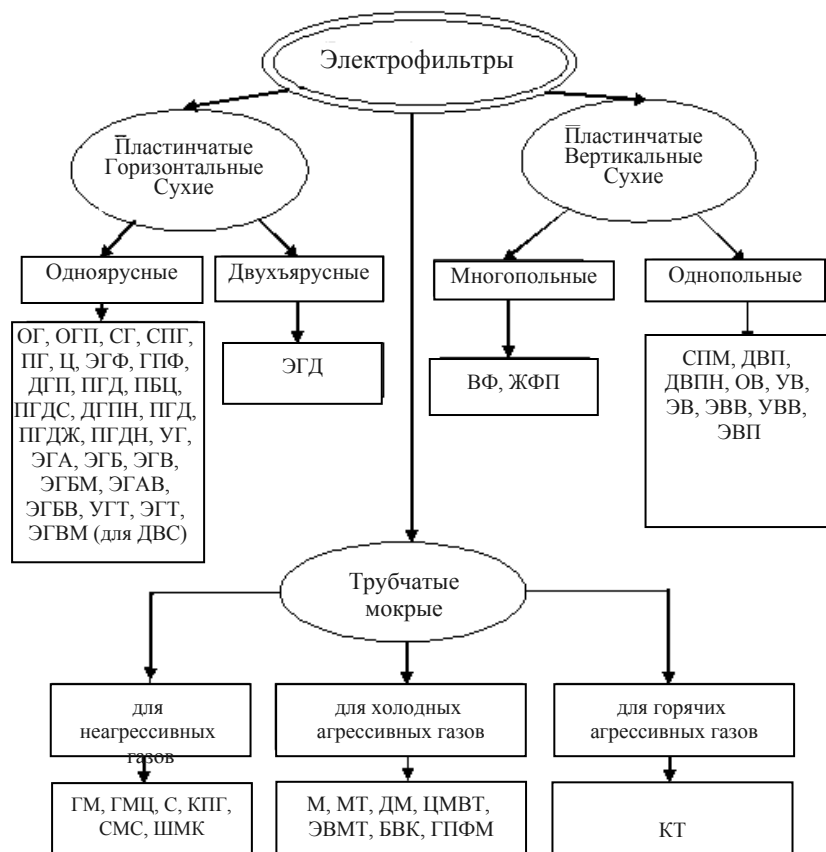 Электрофильтры
Пластинчатые
Горизонтальные
Сухие
Пластинчатые
Вертикальные
Сухие
Одноярусные
Двухъярусные
Многопольные
Однопольные
ОГ, ОГП, СГ, СПГ,
ПГ, Ц, ЭГФ, ГПФ,
ДГП, ПГД, ПБЦ,
ПГДС, ДГПН, ПГД,
ПГДЖ, ПГДН, УГ,
ЭГА, ЭГБ, ЭГВ,
ЭГБМ, ЭГАВ,
ЭГБВ, УГТ, ЭГТ,
ЭГВМ (для ДВС)
ЭГД
ВФ, ЖФП
СПМ, ДВП,
ДВПН, ОВ, УВ,
ЭВ, ЭВВ, УВВ,
ЭВП
Трубчатые
мокрые
для
неагрессивных
газов
для холодных
агрессивных газов
для горячих
агрессивных газов
ГМ, ГМЦ, С, КПГ,
СМС, ШМК
М, МТ, ДМ, ЦМВТ,
ЭВМТ, БВК, ГПФМ
КТ